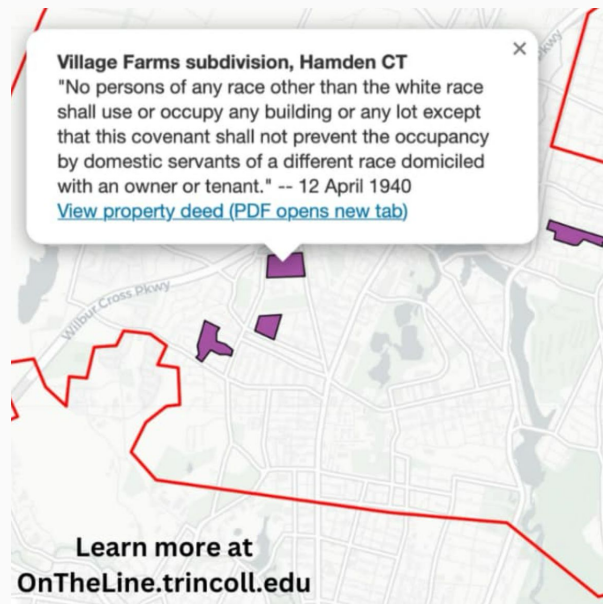 Pkwy
×
Village Farms subdivision, Hamden CT
"No persons of any race other than the white race
shall use or occupy any building or any lot except
that this covenant shall not prevent the occupancy
by domestic servants of a different race domiciled
with an owner or tenant." -- 12 April 1940
View property deed (PDF opens new tab)
Wilbur Cross Pkwy
Learn more at
OnTheLine.trincoll.edu